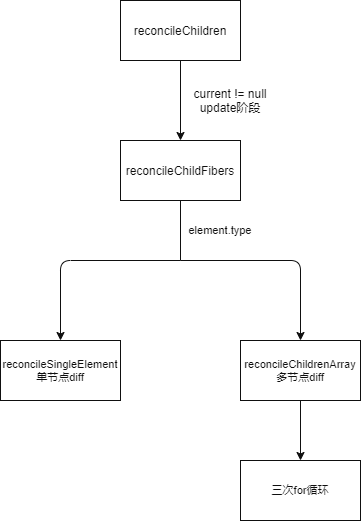 reconcileChildren
current != null
update阶段
reconcileChildFibers
element.type
reconcileSingleElement
单节点diff
reconcileChildrenArray
多节点diff
三次for循环